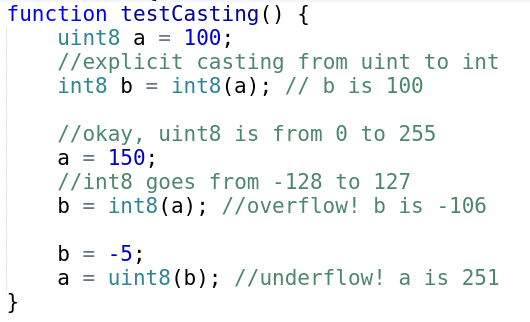 function testCasting() {
uint8 a = 100;
//explicit casting from uint to int
int8 b = int8(a); // b is 100
//okay, uint8 is from 0 to 255
a = 150;
//int8 goes from -128 to 127
b = int8(a); //overflow! b is -106
b = -5;
a = uint8(b); //underflow! a is 251
}